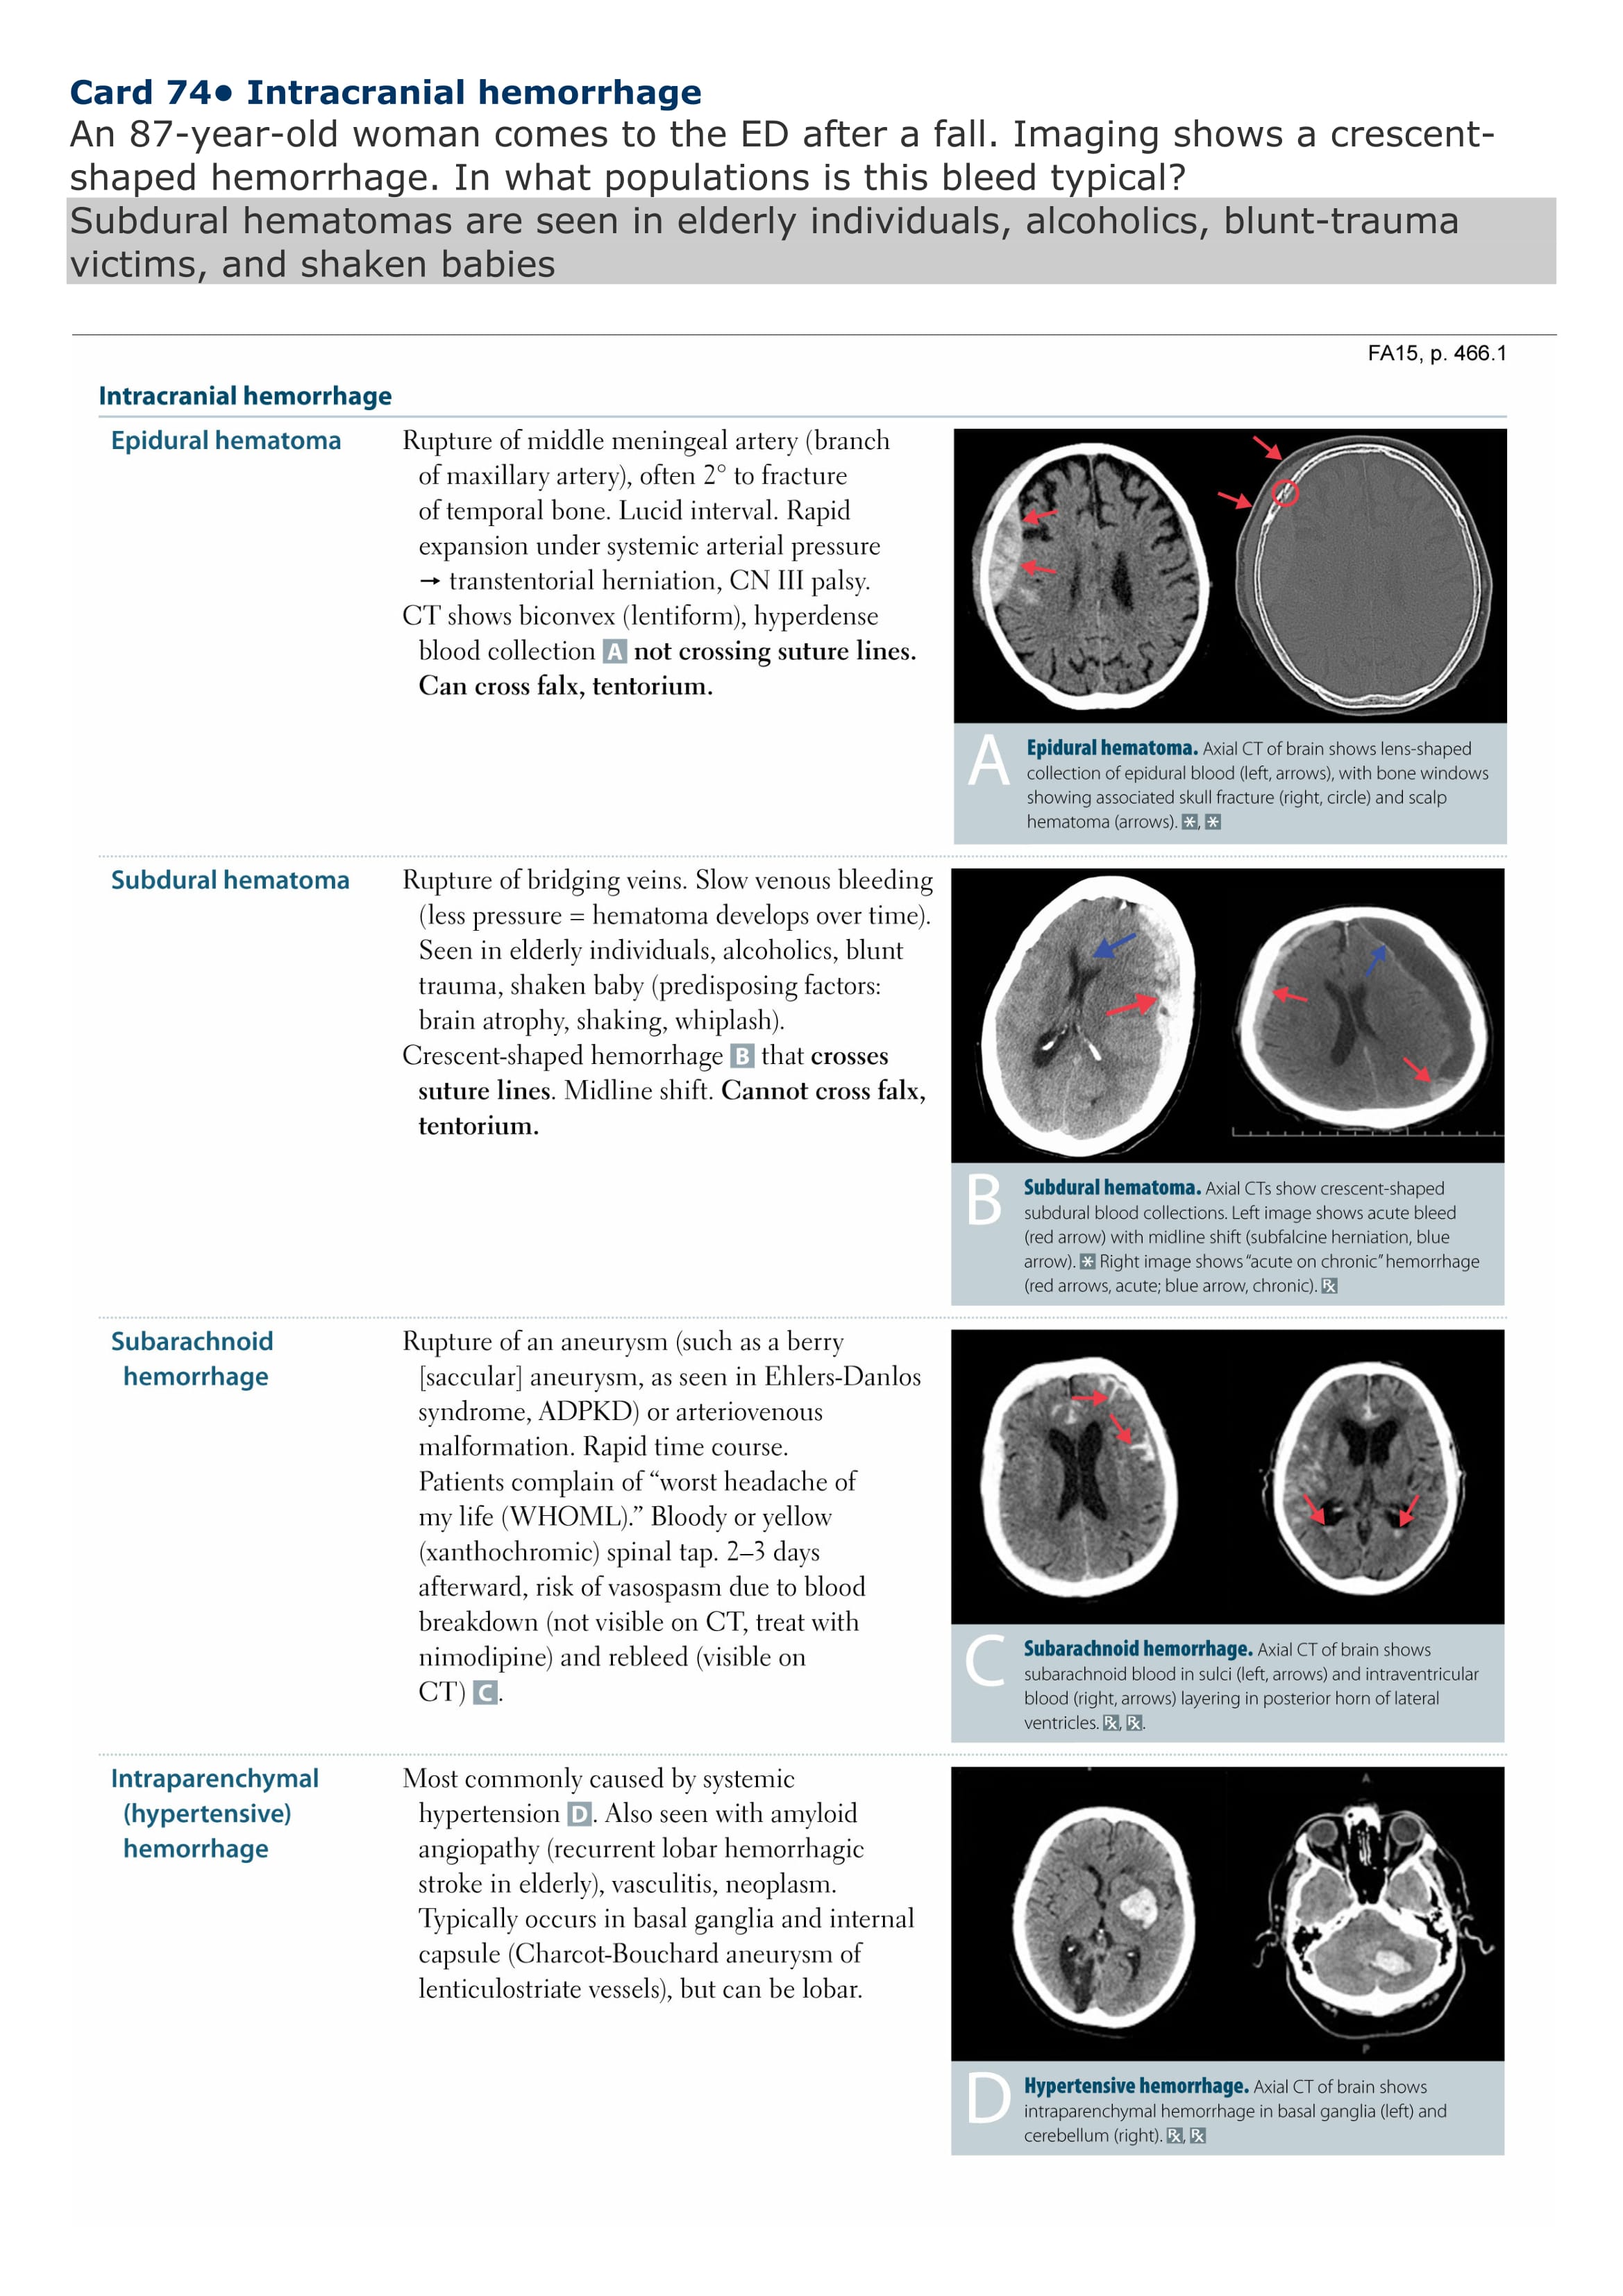 Card 74• Intracranial hemorrhage
An 87-year-old woman comes to the ED after a fall. Imaging shows a crescent-
shaped hemorrhage. In what populations is this bleed typical?
Subdural hematomas are seen in elderly individuals, alcoholics, blunt-trauma
victims, and shaken babies
FA15, p. 466.1
Intracranial hemorrhage
Epidural hematoma
Rupture of middle meningeal artery (branch
of maxillary artery), often 2° to fracture
of temporal bone. Lucid interval. Rapid
expansion under systemic arterial pressure
→ transtentorial herniation, CN III palsy.
CT shows biconvex (lentiform), hyperdense
blood collection A not crossing suture lines.
Can cross falx, tentorium.
A
Epidural hematoma. Axial CT of brain shows lens-shaped
collection of epidural blood (left, arrows), with bone windows
showing associated skull fracture (right, circle) and scalp
hematoma (arrows). *, *
Subdural hematoma
Rupture of bridging veins. Slow venous bleeding
(less pressure = hematoma develops over time).
Seen in elderly individuals, alcoholics, blunt
trauma, shaken baby (predisposing factors:
brain atrophy, shaking, whiplash).
Crescent-shaped hemorrhage B that crosses
suture lines. Midline shift. Cannot cross falx,
tentorium.
B
Subdural hematoma. Axial CTs show crescent-shaped
subdural blood collections. Left image shows acute bleed
(red arrow) with midline shift (subfalcine herniation, blue
arrow). * Right image shows “acute on chronic” hemorrhage
(red arrows, acute; blue arrow, chronic). ℞
Subarachnoid
hemorrhage
Rupture of an aneurysm (such as a berry
[saccular] aneurysm, as seen in Ehlers-Danlos
syndrome, ADPKD) or arteriovenous
malformation. Rapid time course.
Patients complain of “worst headache of
my life (WHOML).” Bloody or yellow
(xanthochromic) spinal tap. 2–3 days
afterward, risk of vasospasm due to blood
breakdown (not visible on CT, treat with
nimodipine) and rebleed (visible on
CT) C.
C
Subarachnoid hemorrhage. Axial CT of brain shows
subarachnoid blood in sulci (left, arrows) and intraventricular
blood (right, arrows) layering in posterior horn of lateral
ventricles. ℞, ℞.
Intraparenchymal
(hypertensive)
hemorrhage
Most commonly caused by systemic
hypertension D. Also seen with amyloid
angiopathy (recurrent lobar hemorrhagic
stroke in elderly), vasculitis, neoplasm.
Typically occurs in basal ganglia and internal
capsule (Charcot-Bouchard aneurysm of
lenticulostriate vessels), but can be lobar.
A
P
D
Hypertensive hemorrhage. Axial CT of brain shows
intraparenchymal hemorrhage in basal ganglia (left) and
cerebellum (right). ℞, ℞